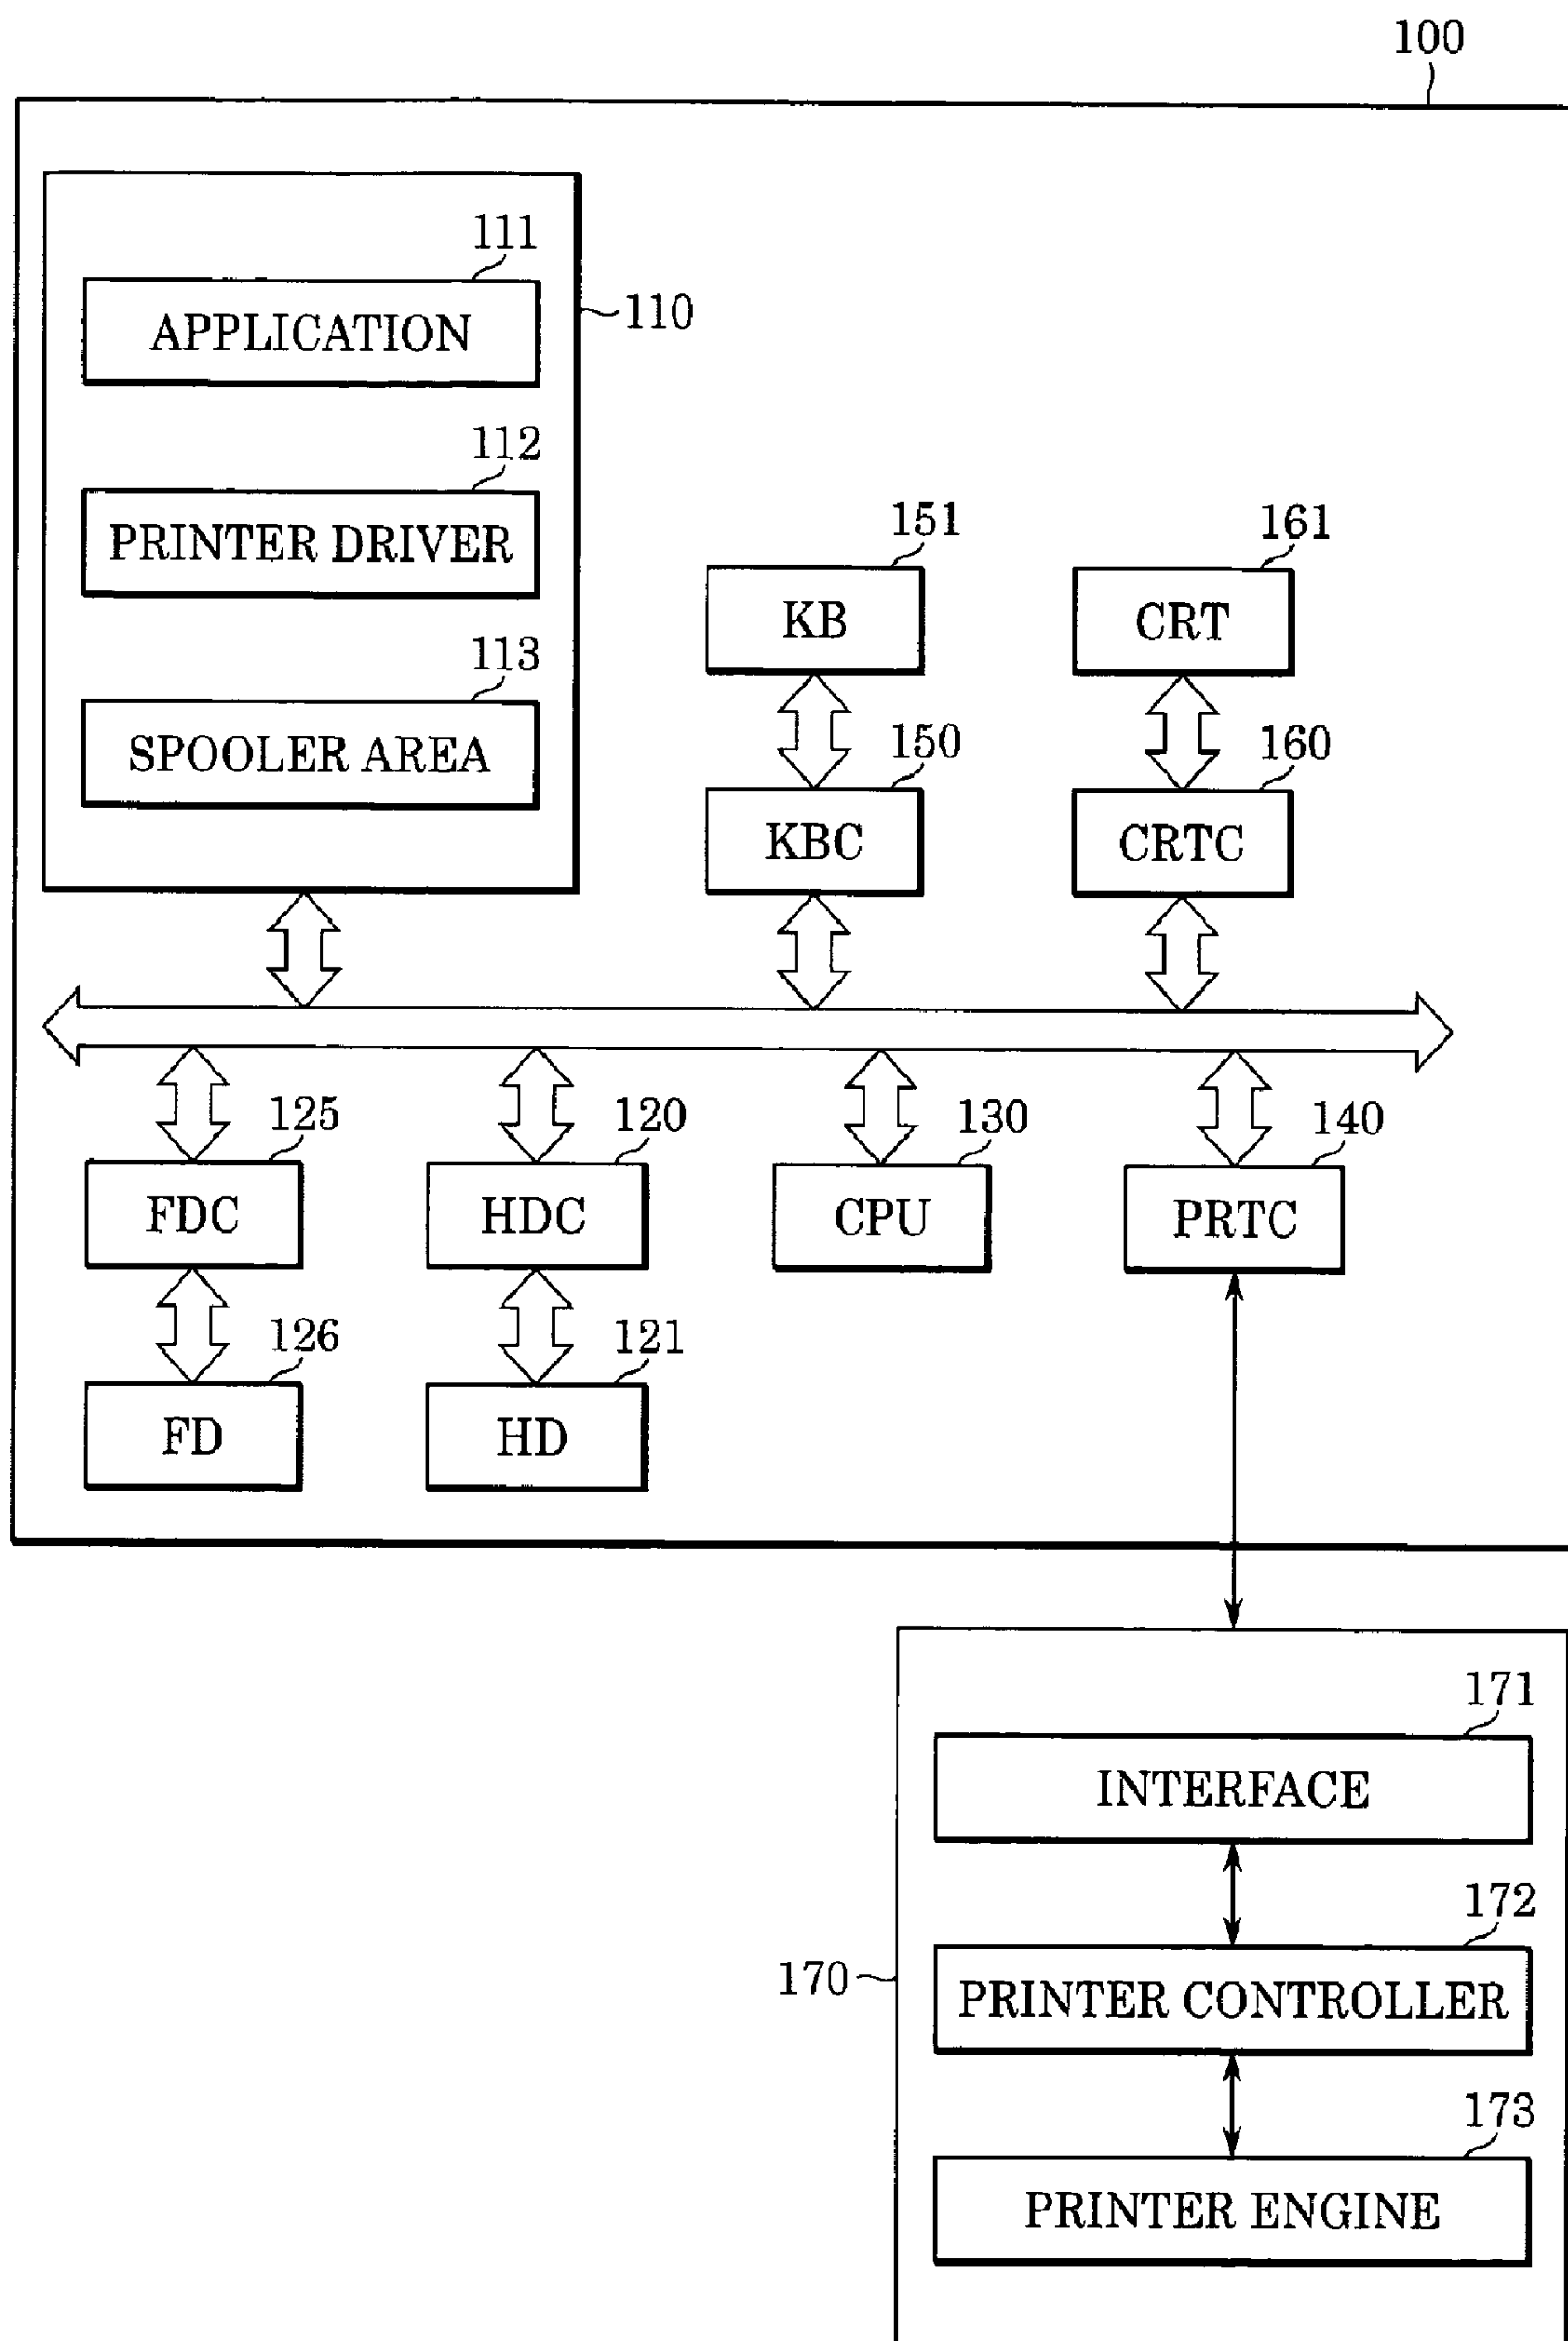 100
111
APPLICATION
110
112
PRINTER DRIVER
113
SPOOLER AREA
151
KB
161
CRT
150
KBC
160
CRTC
125
FDC
120
HDC
130
CPU
140
PRTC
126
FD
121
HD
171
INTERFACE
172
170
PRINTER CONTROLLER
173
PRINTER ENGINE